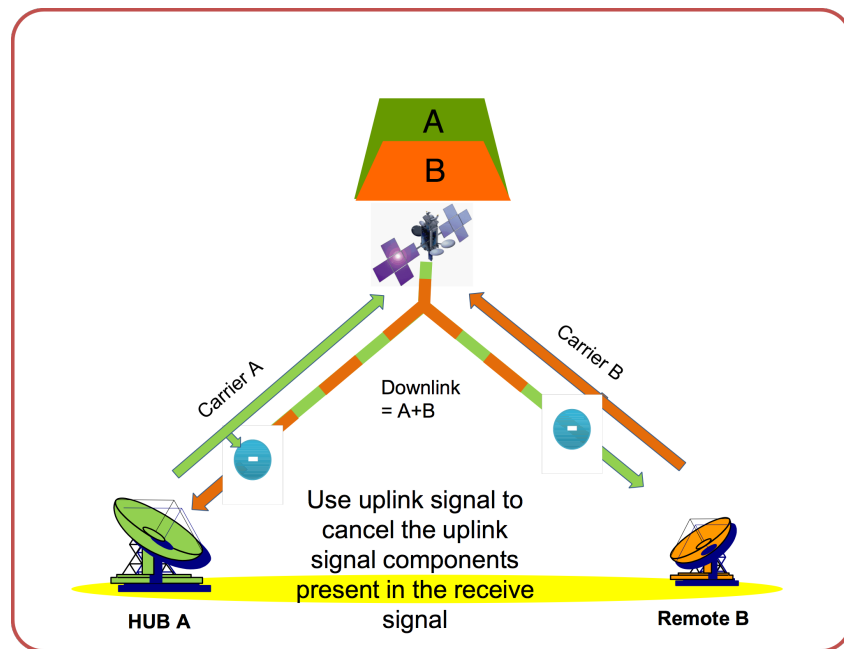 A
B
Carrier A
Carrier B
Downlink
= A+B
Use uplink signal to
cancel the uplink
signal components
present in the receive
signal
HUB A
Remote B